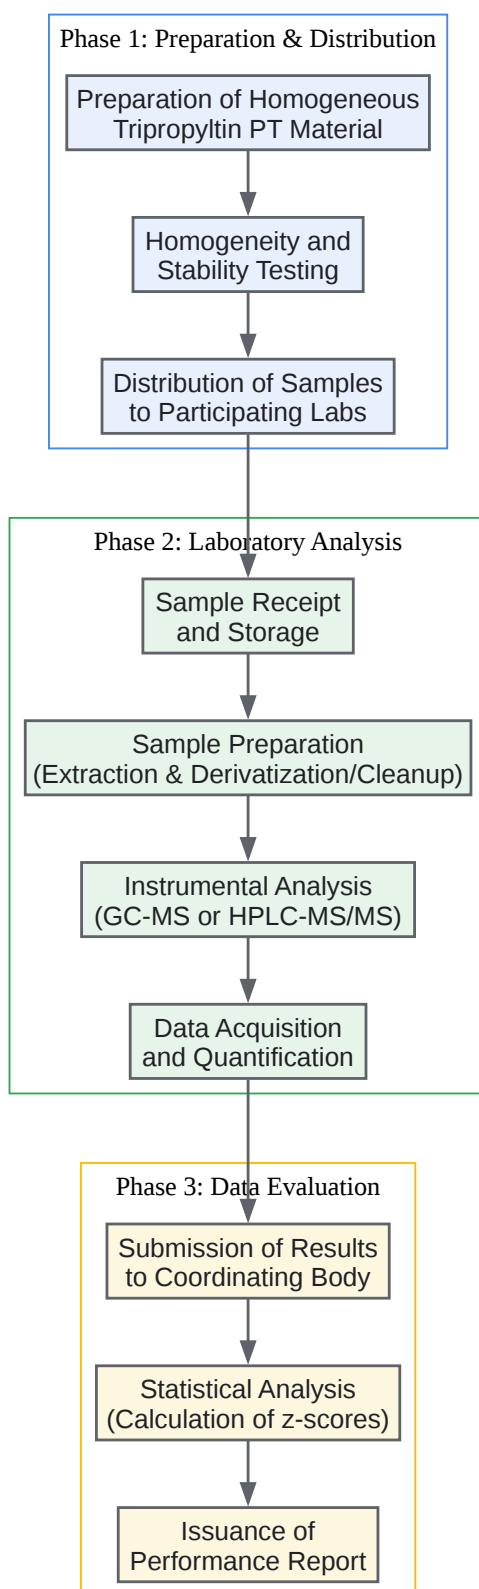 Phase 1: Preparation & Distribution
Preparation of Homogeneous
Tripropyltin PT Material
Homogeneity and
Stability Testing
Distribution of Samples
to Participating Labs
Phase 2: Laboratory Analysis
Sample Receipt
and Storage
Sample Preparation
(Extraction & Derivatization/Cleanup)
Instrumental Analysis
(GC-MS or HPLC-MS/MS)
Data Acquisition
and Quantification
Phase 3: Data Evaluation
Submission of Results
to Coordinating Body
Statistical Analysis
(Calculation of z-scores)
Issuance of
Performance Report